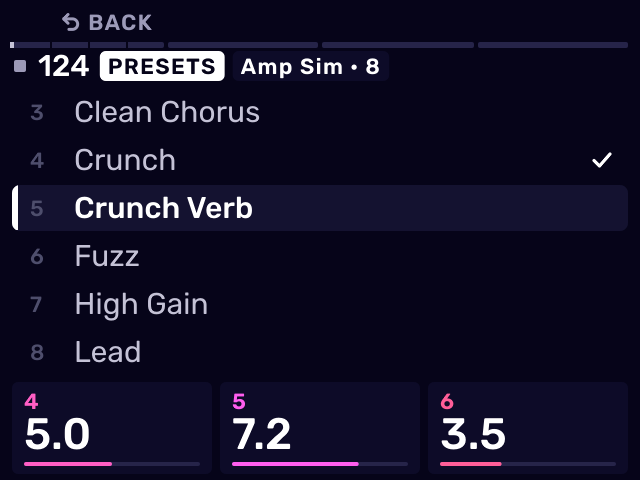 BACK
124 PRESETS Amp Sim • 8
3 Clean Chorus
4 Crunch
5 Crunch Verb
6 Fuzz
7 High Gain
8 Lead
4 5 6
5.0 7.2 3.5